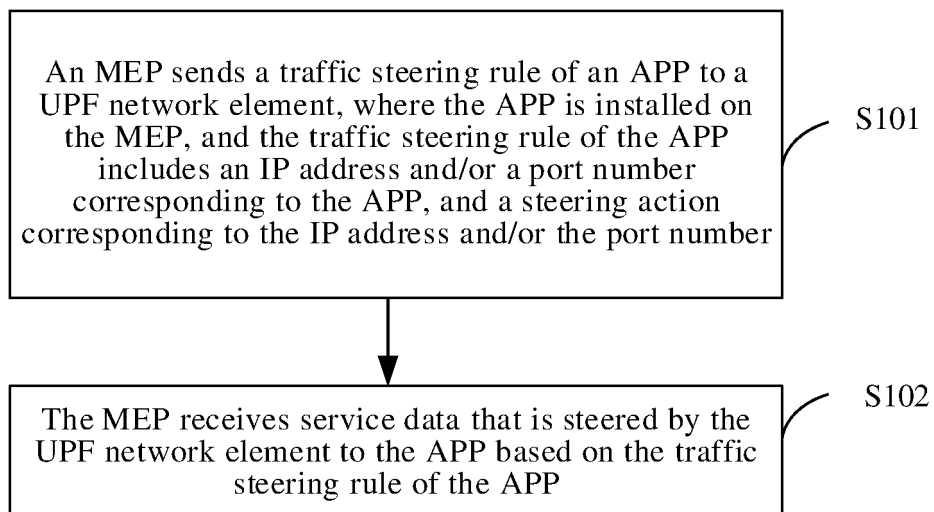 An MEP sends a traffic steering rule of an APP to a
UPF network element, where the APP is installed on
the MEP, and the traffic steering rule of the APP
includes an IP address and/or a port number
corresponding to the APP, and a steering action
corresponding to the IP address and/or the port number
S101
The MEP receives service data that is steered by the
UPF network element to the APP based on the traffic
steering rule of the APP
S102